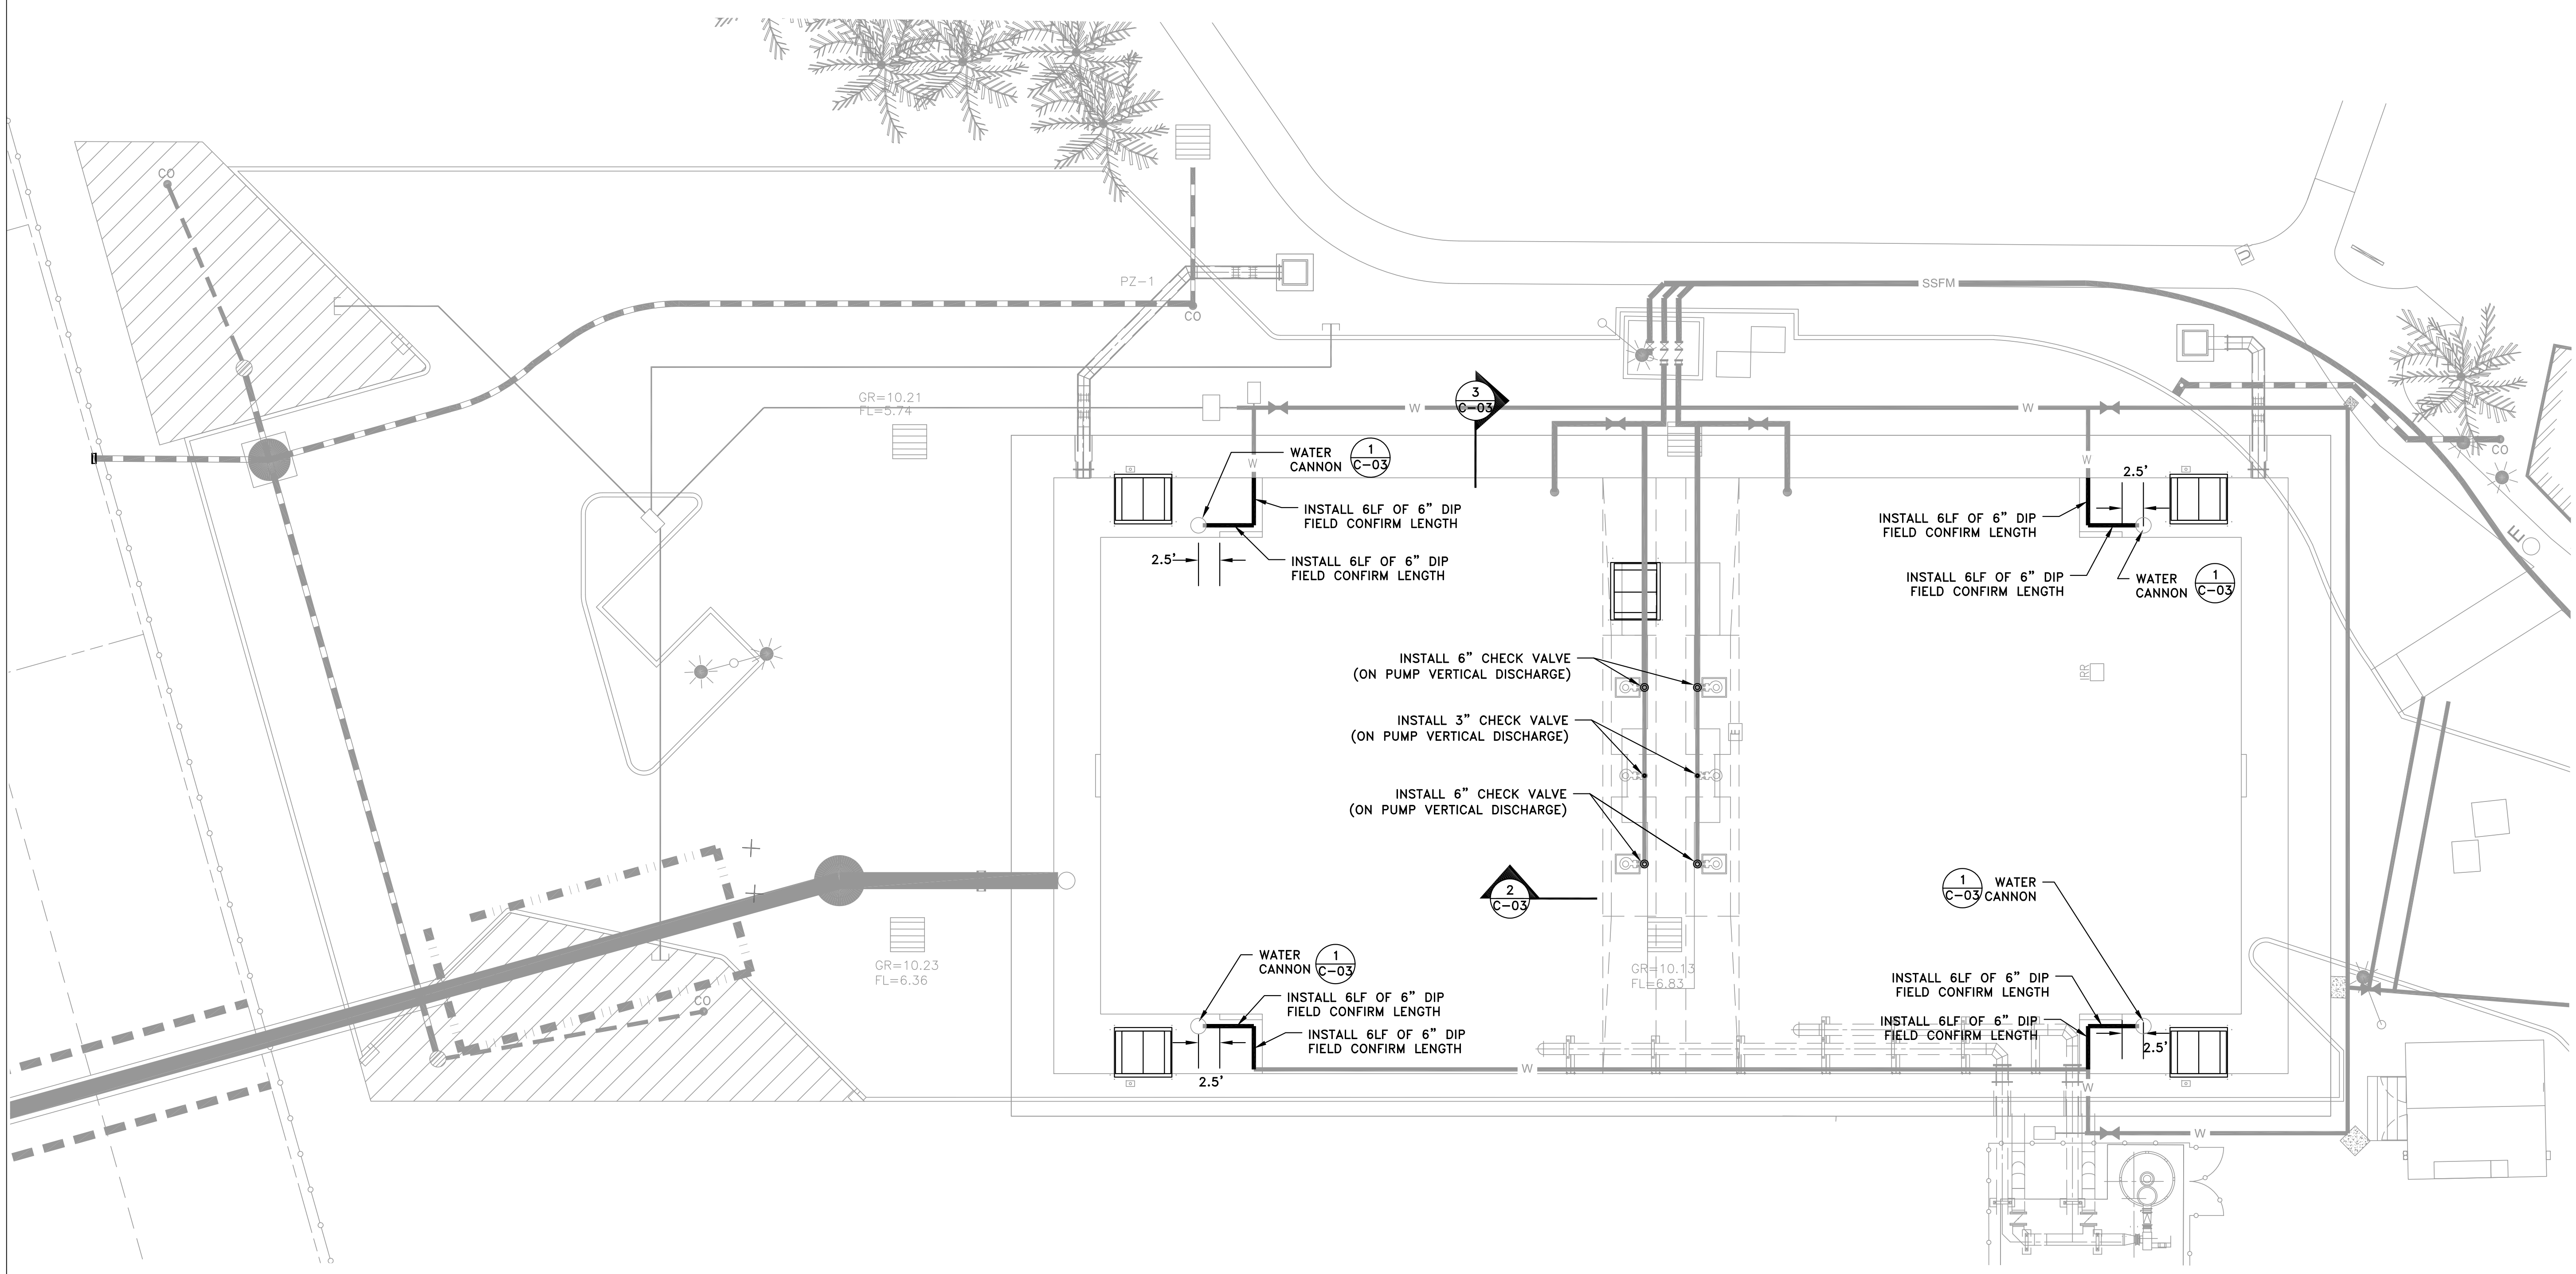 CO
PZ-1
CO
SSFM
U
GR=10.21
FL=5.74
3
C-03
W
W
WATER
CANNON
1
C-03
W
W
2.5'
CO
INSTALL 6LF OF 6" DIP
FIELD CONFIRM LENGTH
INSTALL 6LF OF 6" DIP
FIELD CONFIRM LENGTH
E
2.5'
INSTALL 6LF OF 6" DIP
FIELD CONFIRM LENGTH
INSTALL 6LF OF 6" DIP
FIELD CONFIRM LENGTH
WATER
CANNON
1
C-03
INSTALL 6" CHECK VALVE
(ON PUMP VERTICAL DISCHARGE)
IRR
INSTALL 3" CHECK VALVE
(ON PUMP VERTICAL DISCHARGE)
E
INSTALL 6" CHECK VALVE
(ON PUMP VERTICAL DISCHARGE)
2
C-03
1
C-03
WATER
CANNON
WATER
CANNON
1
C-03
GR=10.23
FL=6.36
GR=10.13
FL=6.83
CO
INSTALL 6LF OF 6" DIP
FIELD CONFIRM LENGTH
INSTALL 6LF OF 6" DIP
FIELD CONFIRM LENGTH
INSTALL 6LF OF 6" DIP
FIELD CONFIRM LENGTH
INSTALL 6LF OF 6" DIP
FIELD CONFIRM LENGTH
2.5'
2.5'
W
W
W